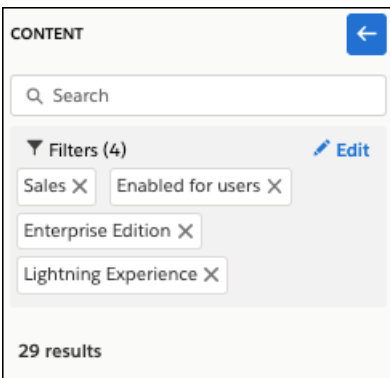 CONTENT
Search
Filters (4) Edit
Sales Enabled for users
Enterprise Edition
Lightning Experience
29 results